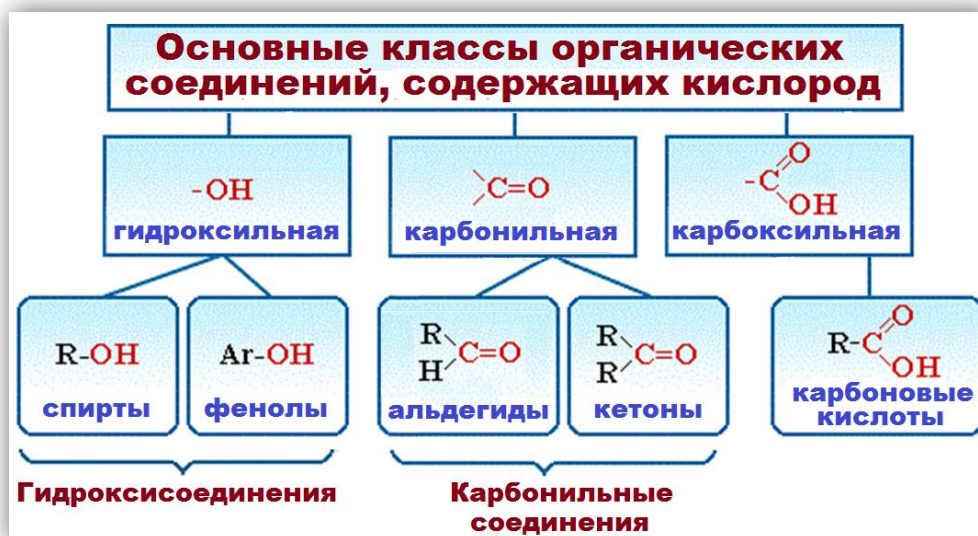 Основные классы органических
соединений, содержащих кислород
-OH
гидроксильная
C=O
карбонильная
-C
O
OH
карбоксильная
R-OH
спирты
Ar-OH
фенолы
R
H
C=O
альдегиды
R
R
C=O
кетоны
R-C
O
OH
карбоновые
кислоты
Гидроксисоединения
Карбонильные
соединения